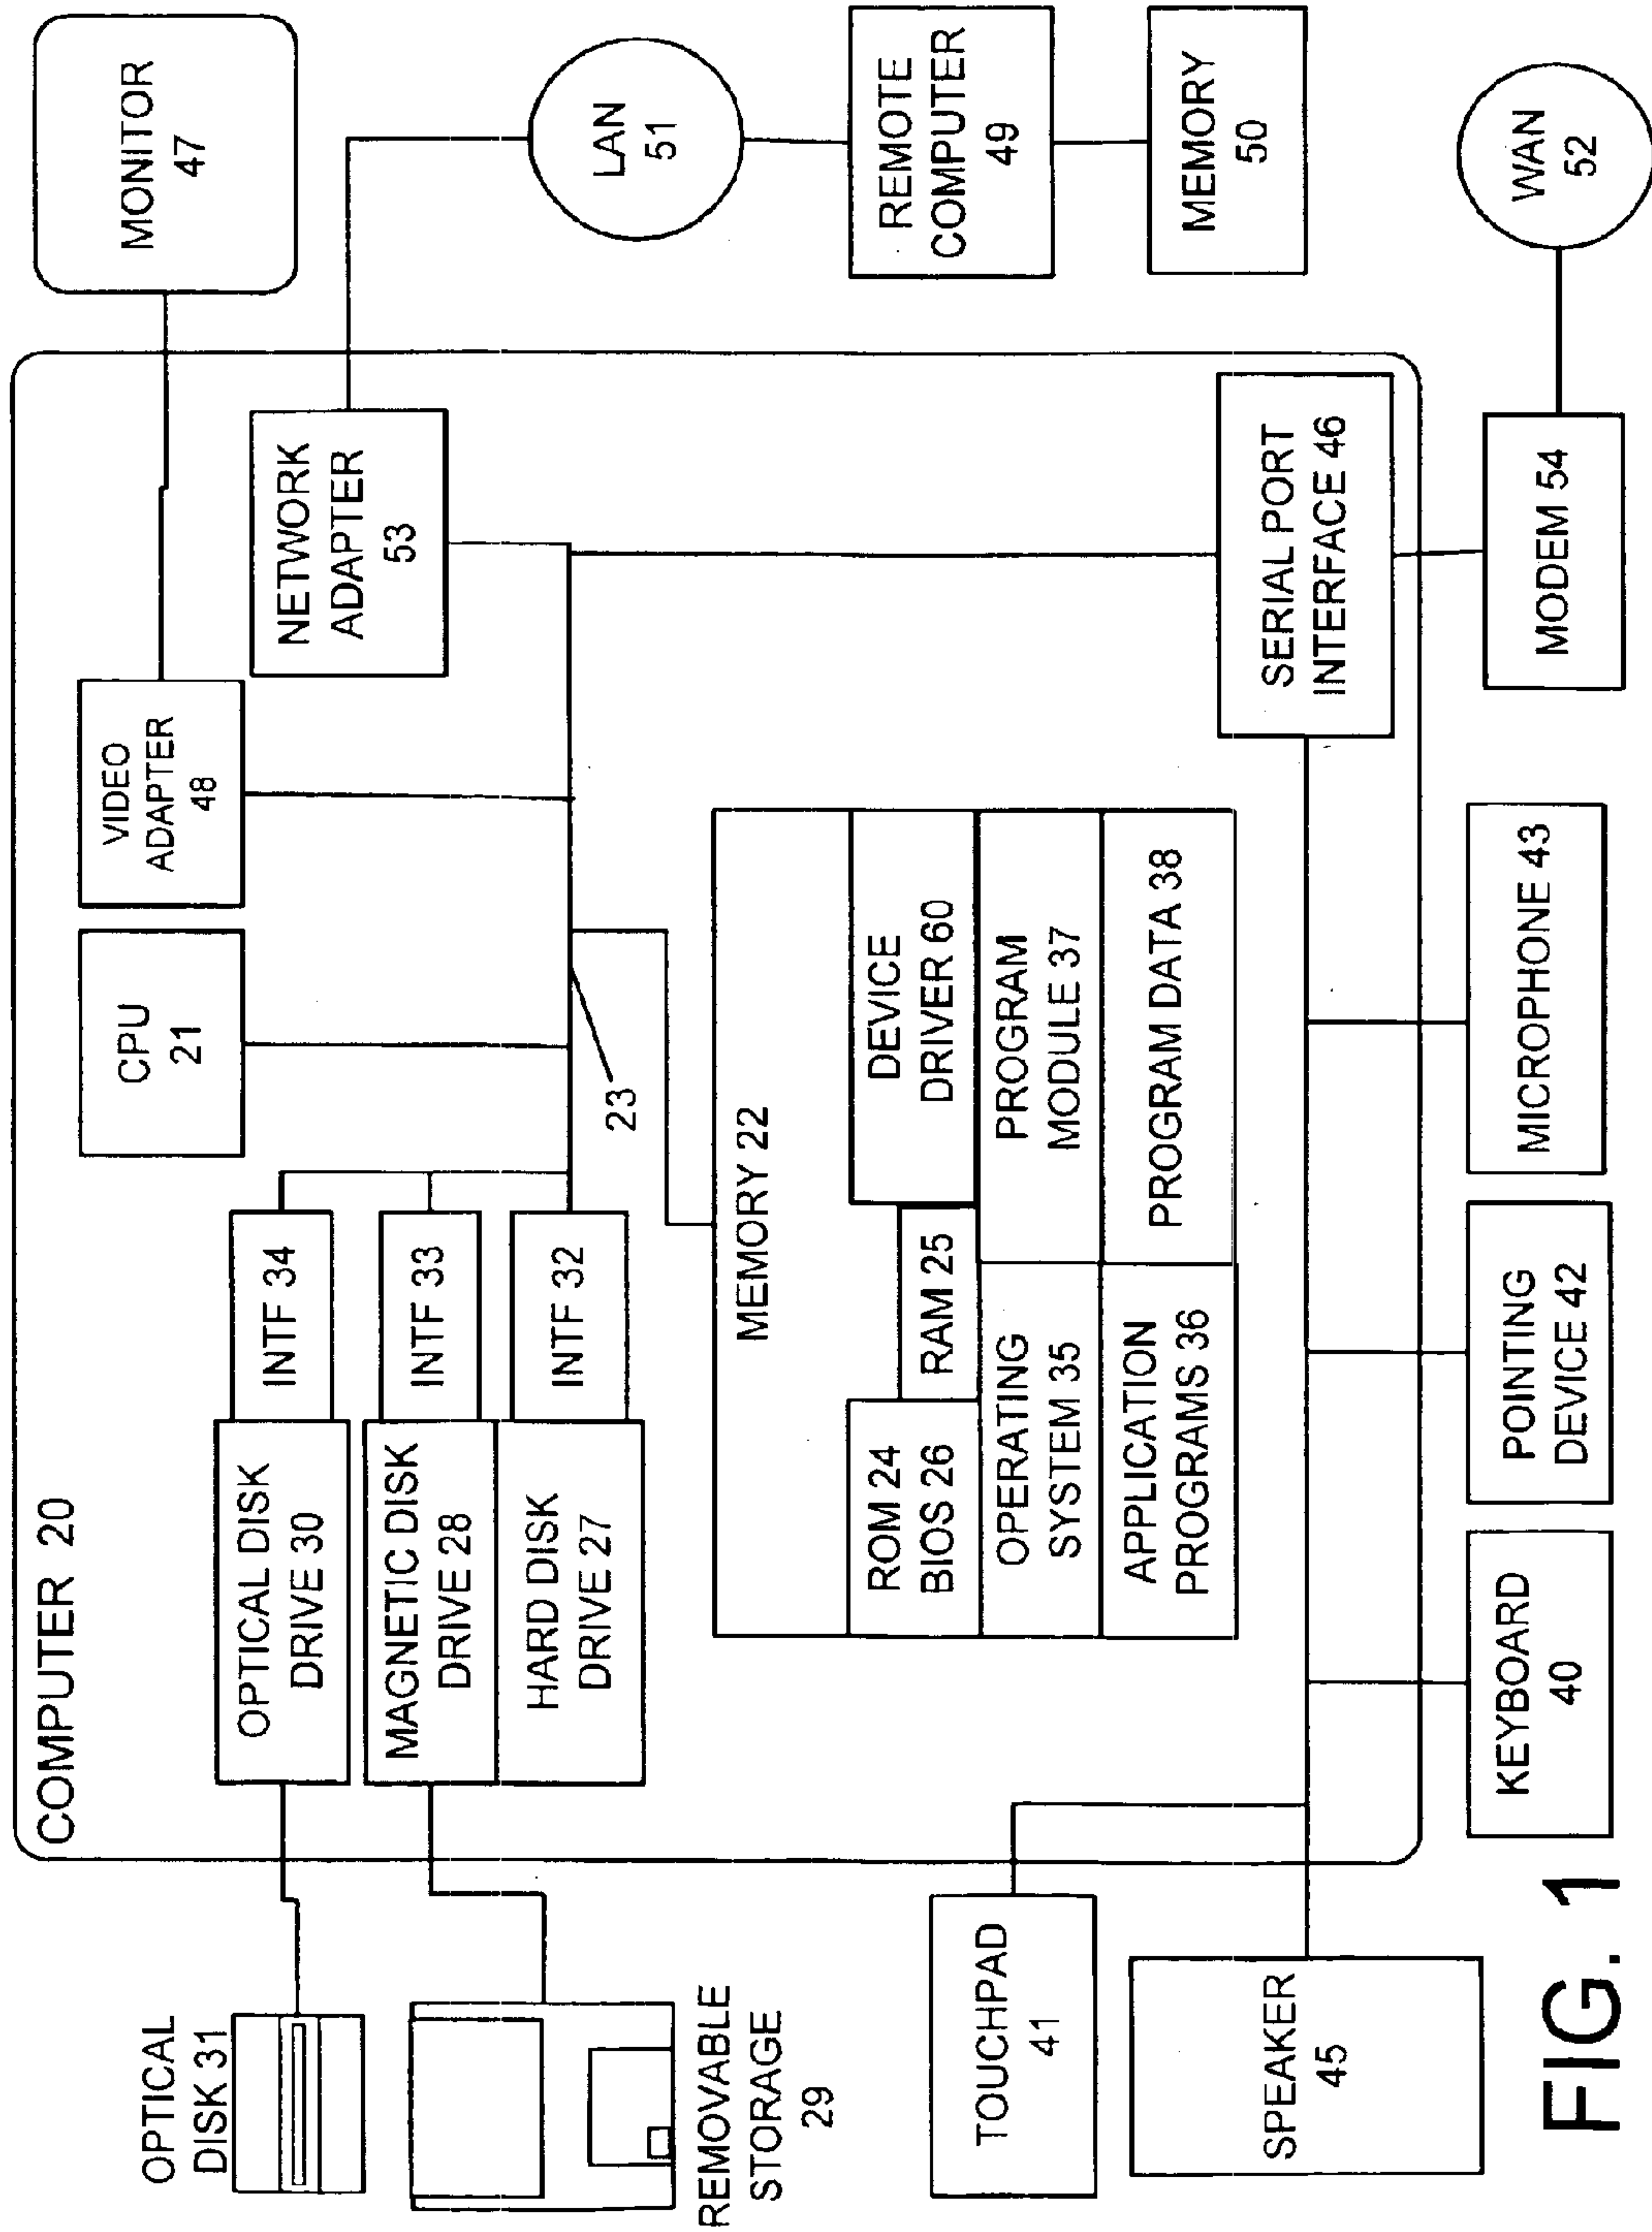 COMPUTER 20
OPTICAL
DISK 31
REMOVABLE
STORAGE
29
TOUCHPAD
41
SPEAKER
45
OPTICAL DISK
DRIVE 30
INTF 34
MAGNETIC DISK
DRIVE 28
INTF 33
HARD DISK
DRIVE 27
INTF 32
CPU
21
VIDEO
ADAPTER
48
NETWORK
ADAPTER
53
23
MEMORY 22
ROM 24
BIOS 26
RAM 25
DEVICE
DRIVER 60
OPERATING
SYSTEM 35
PROGRAM
MODULE 37
APPLICATION
PROGRAMS 36
PROGRAM DATA 38
SERIAL PORT
INTERFACE 46
MONITOR
47
LAN
51
REMOTE
COMPUTER
49
MEMORY
50
WAN
52
MODEM 54
KEYBOARD
40
POINTING
DEVICE 42
MICROPHONE 43
FIG. 1